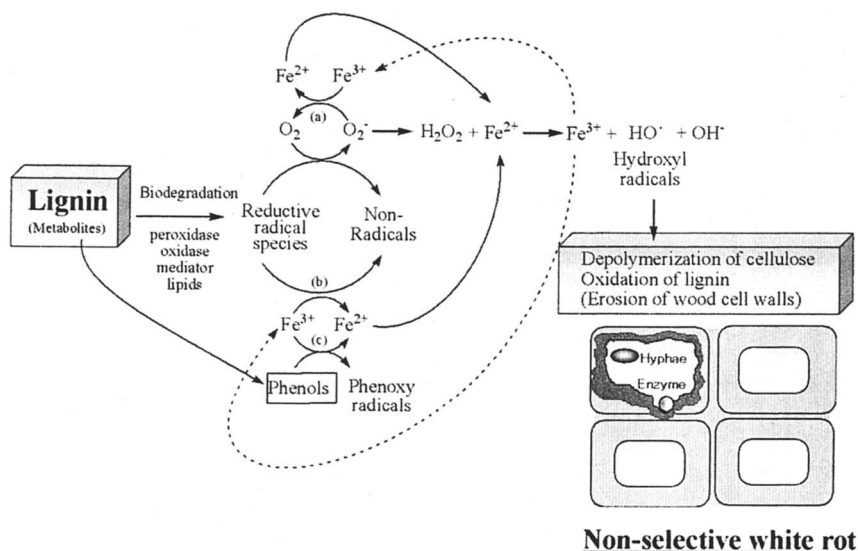 Fe²⁺ Fe³⁺
(a)
O₂ O₂⁻ H₂O₂ + Fe²⁺ Fe³⁺ + HO· + OH⁻
Hydroxyl
radicals
Lignin
(Metabolites)
Biodegradation
peroxidase
oxidase
mediator
lipids
Reductive
radical
species
Non-
Radicals
(b)
Fe³⁺ Fe²⁺
(c)
Phenols
Phenoxy
radicals
Depolymerization of cellulose
Oxidation of lignin
(Erosion of wood cell walls)
Hyphae
Enzyme
Non-selective white rot